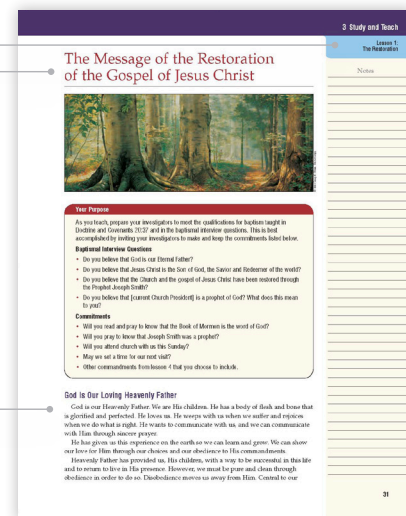 3 Study and Teach
Lesson 1:
The Restoration
Notes
The Message of the Restoration
of the Gospel of Jesus Christ
Your Purpose
As you teach, prepare your investigators to meet the qualifications for baptism taught in
Doctrine and Covenants 20:37 and in the baptismal interview questions. This is best
accomplished by inviting your investigators to make and keep the commitments listed below.
Baptismal Interview Questions
• Do you believe that God is our Eternal Father?
• Do you believe that Jesus Christ is the Son of God, the Savior and Redeemer of the world?
• Do you believe that the Church and the gospel of Jesus Christ have been restored through
the Prophet Joseph Smith?
• Do you believe that [current Church President] is a prophet of God? What does this mean
to you?
Commitments
• Will you read and pray to know that the Book of Mormon is the word of God?
• Will you pray to know that Joseph Smith was a prophet?
• Will you attend church with us this Sunday?
• May we set a time for our next visit?
• Other commandments from lesson 4 that you choose to include.
God Is Our Loving Heavenly Father
God is our Heavenly Father. We are His children. He has a body of flesh and bone that
is glorified and perfected. He loves us. He weeps with us when we suffer and rejoices
when we do what is right. He wants to communicate with us, and we can communicate
with Him through sincere prayer.
He has given us this experience on the earth so we can learn and grow. We can show
our love for Him through our choices and our obedience to His commandments.
Heavenly Father has provided us, His children, with a way to be successful in this life
and to return to live in His presence. However, we must be pure and clean through
obedience in order to do so. Disobedience moves us away from Him. Central to our
31